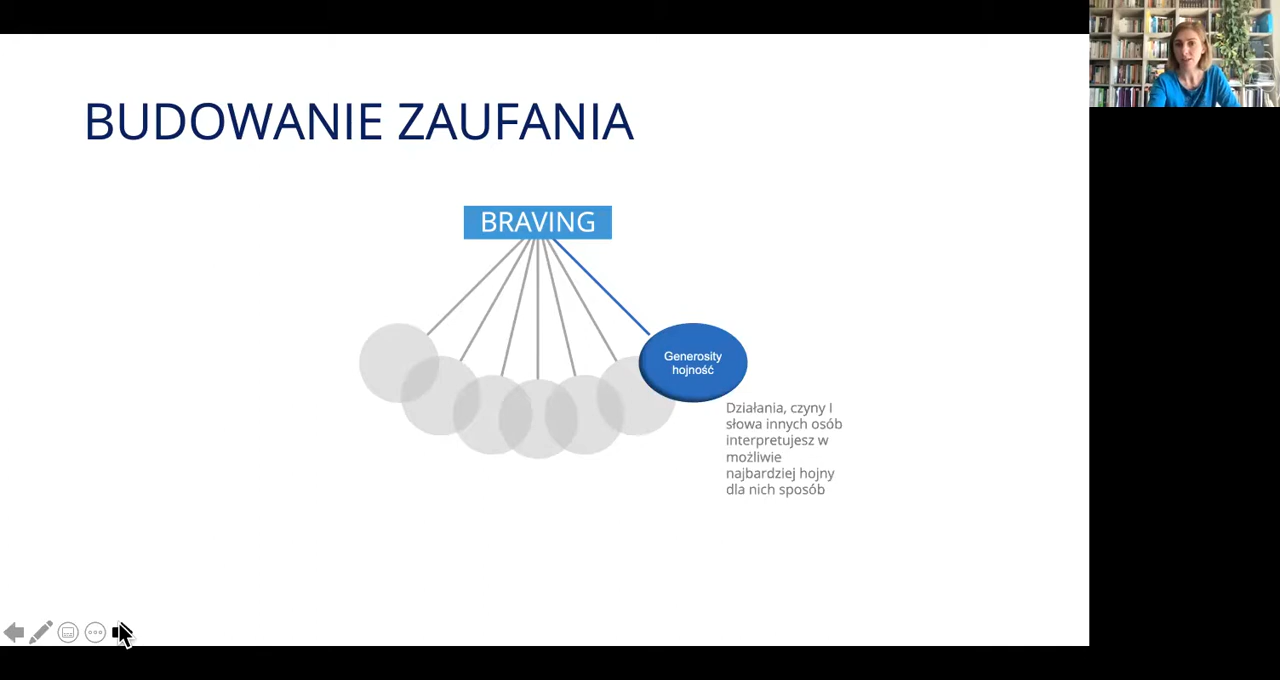 BUDOWANIE ZAUFANIA
BRAVING
Generosity
hojność
Działania, czyny I
słowa innych osób
interpretujesz w
możliwie
najbardziej hojny
dla nich sposób